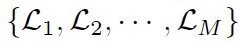 {ℒ₁, ℒ₂, ⋯ , ℒ_M}